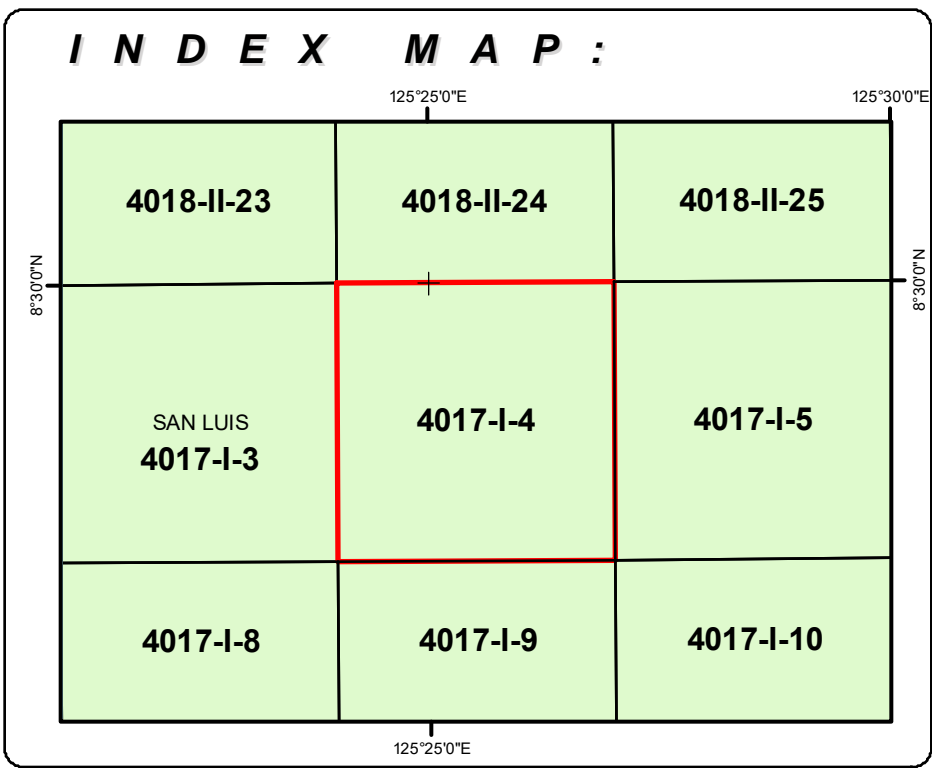 INDEX MAP:
125°25'0"E
125°30'0"E
4018-II-23
4018-II-24
4018-II-25
8°30'0"N
8°30'0"N
SAN LUIS
4017-I-3
4017-I-4
4017-I-5
4017-I-8
4017-I-9
4017-I-10
125°25'0"E